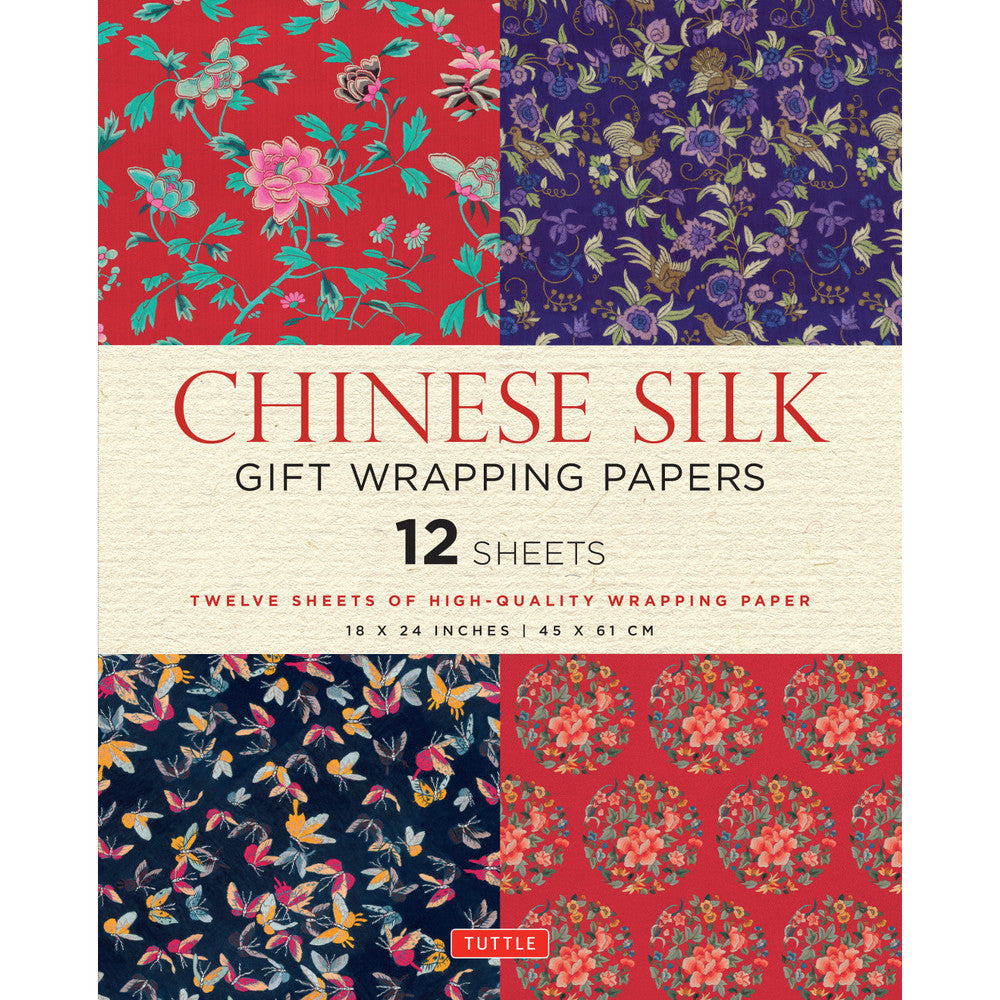 CHINESE SILK
GIFT WRAPPING PAPERS
12 SHEETS
TWELVE SHEETS OF HIGH-QUALITY WRAPPING PAPER
18 X 24 INCHES | 45 X 61 CM
TUTTLE